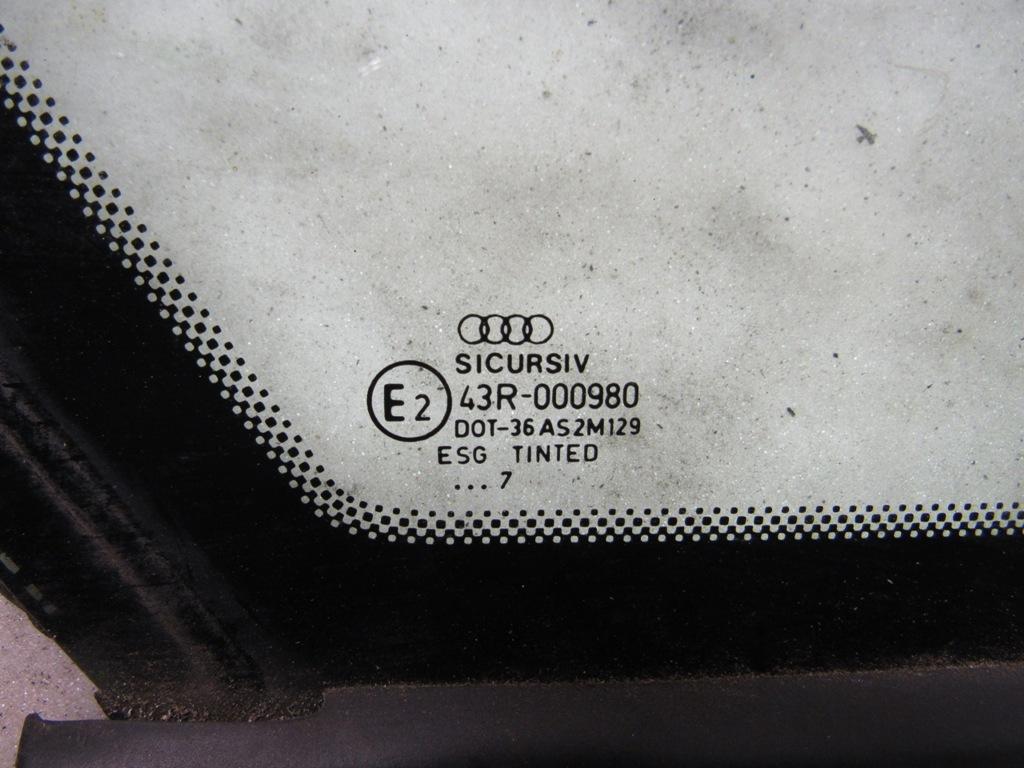 SICURSIV
E2 43R-000980
DOT-36 AS2M129
ESG TINTED
... 7